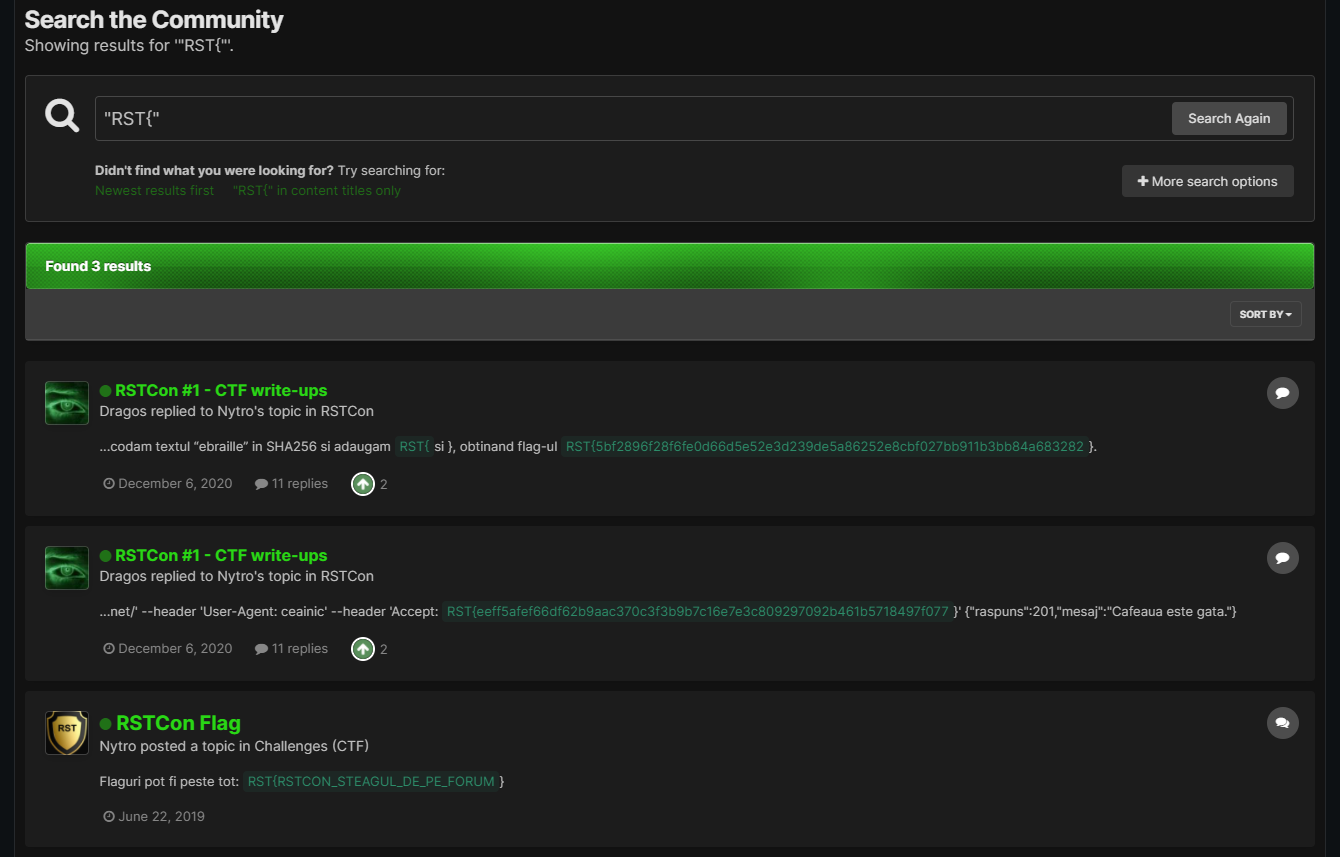 Search the Community
Showing results for '"RST{"'.
"RST{"
Search Again
Didn't find what you were looking for? Try searching for:
Newest results first "RST{" in content titles only
+ More search options
Found 3 results
SORT BY
RSTCon #1 - CTF write-ups
Dragos replied to Nytro's topic in RSTCon
...codam textul “ebraille” in SHA256 si adaugam RST{ si }, obtinand flag-ul RST{5bf2896f28f6fe0d66d5e52e3d239de5a86252e8cbf027bb911b3bb84a683282 }.
December 6, 2020 11 replies 2
RSTCon #1 - CTF write-ups
Dragos replied to Nytro's topic in RSTCon
...net/' --header 'User-Agent: ceainic' --header 'Accept: RST{eeff5afef66df62b9aac370c3f3b9b7c16e7e3c809297092b461b5718497f077 }' {"raspuns":201,"mesaj":"Cafeaua este gata."}
December 6, 2020 11 replies 2
RST
RSTCon Flag
Nytro posted a topic in Challenges (CTF)
Flaguri pot fi peste tot: RST{RSTCON_STEAGUL_DE_PE_FORUM }
June 22, 2019